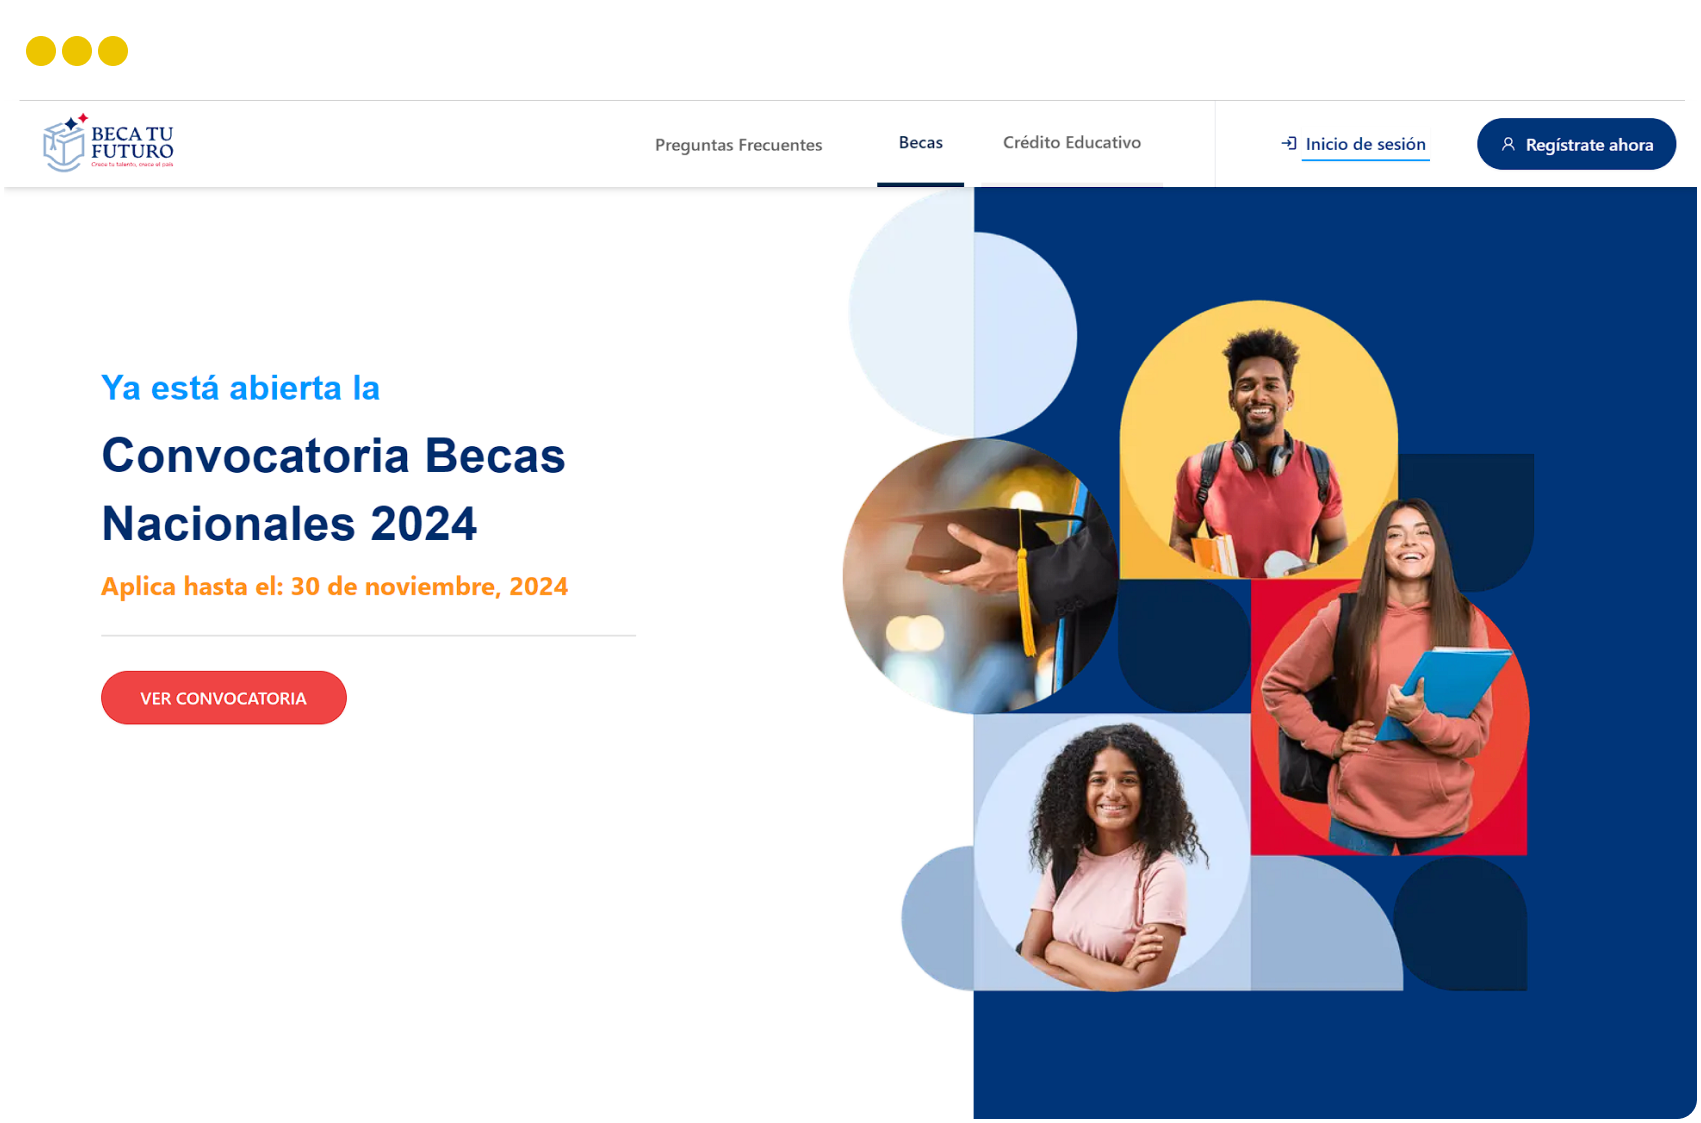 BECA TU
FUTURO
Crece tu talento, crece el país
Preguntas Frecuentes
Becas
Crédito Educativo
Inicio de sesión
Regístrate ahora
Ya está abierta la
Convocatoria Becas
Nacionales 2024
Aplica hasta el: 30 de noviembre, 2024
VER CONVOCATORIA